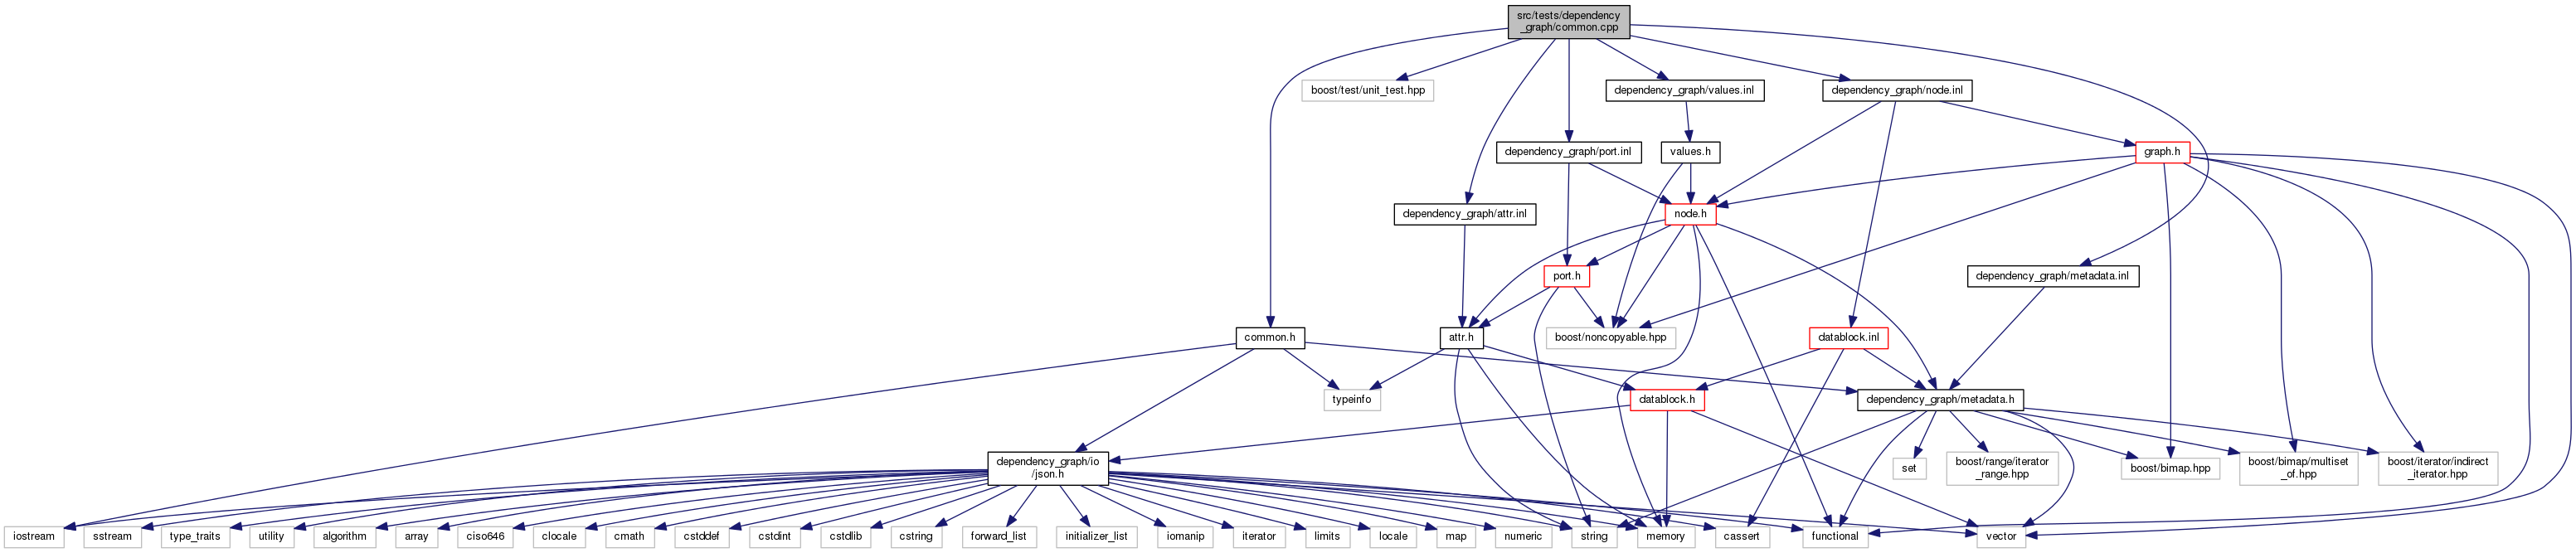 src/tests/dependency
_graph/common.cpp
boost/test/unit_test.hpp
dependency_graph/values.inl
dependency_graph/node.inl
dependency_graph/port.inl
values.h
graph.h
dependency_graph/attr.inl
node.h
port.h
dependency_graph/metadata.inl
common.h
attr.h
boost/noncopyable.hpp
datablock.inl
typeinfo
datablock.h
dependency_graph/metadata.h
dependency_graph/io
/json.h
set
boost/range/iterator
_range.hpp
boost/bimap.hpp
boost/bimap/multiset
_of.hpp
boost/iterator/indirect
_iterator.hpp
iostream
sstream
type_traits
utility
algorithm
array
ciso646
clocale
cmath
cstddef
cstdint
cstdlib
cstring
forward_list
initializer_list
iomanip
iterator
limits
locale
map
numeric
string
memory
cassert
functional
vector